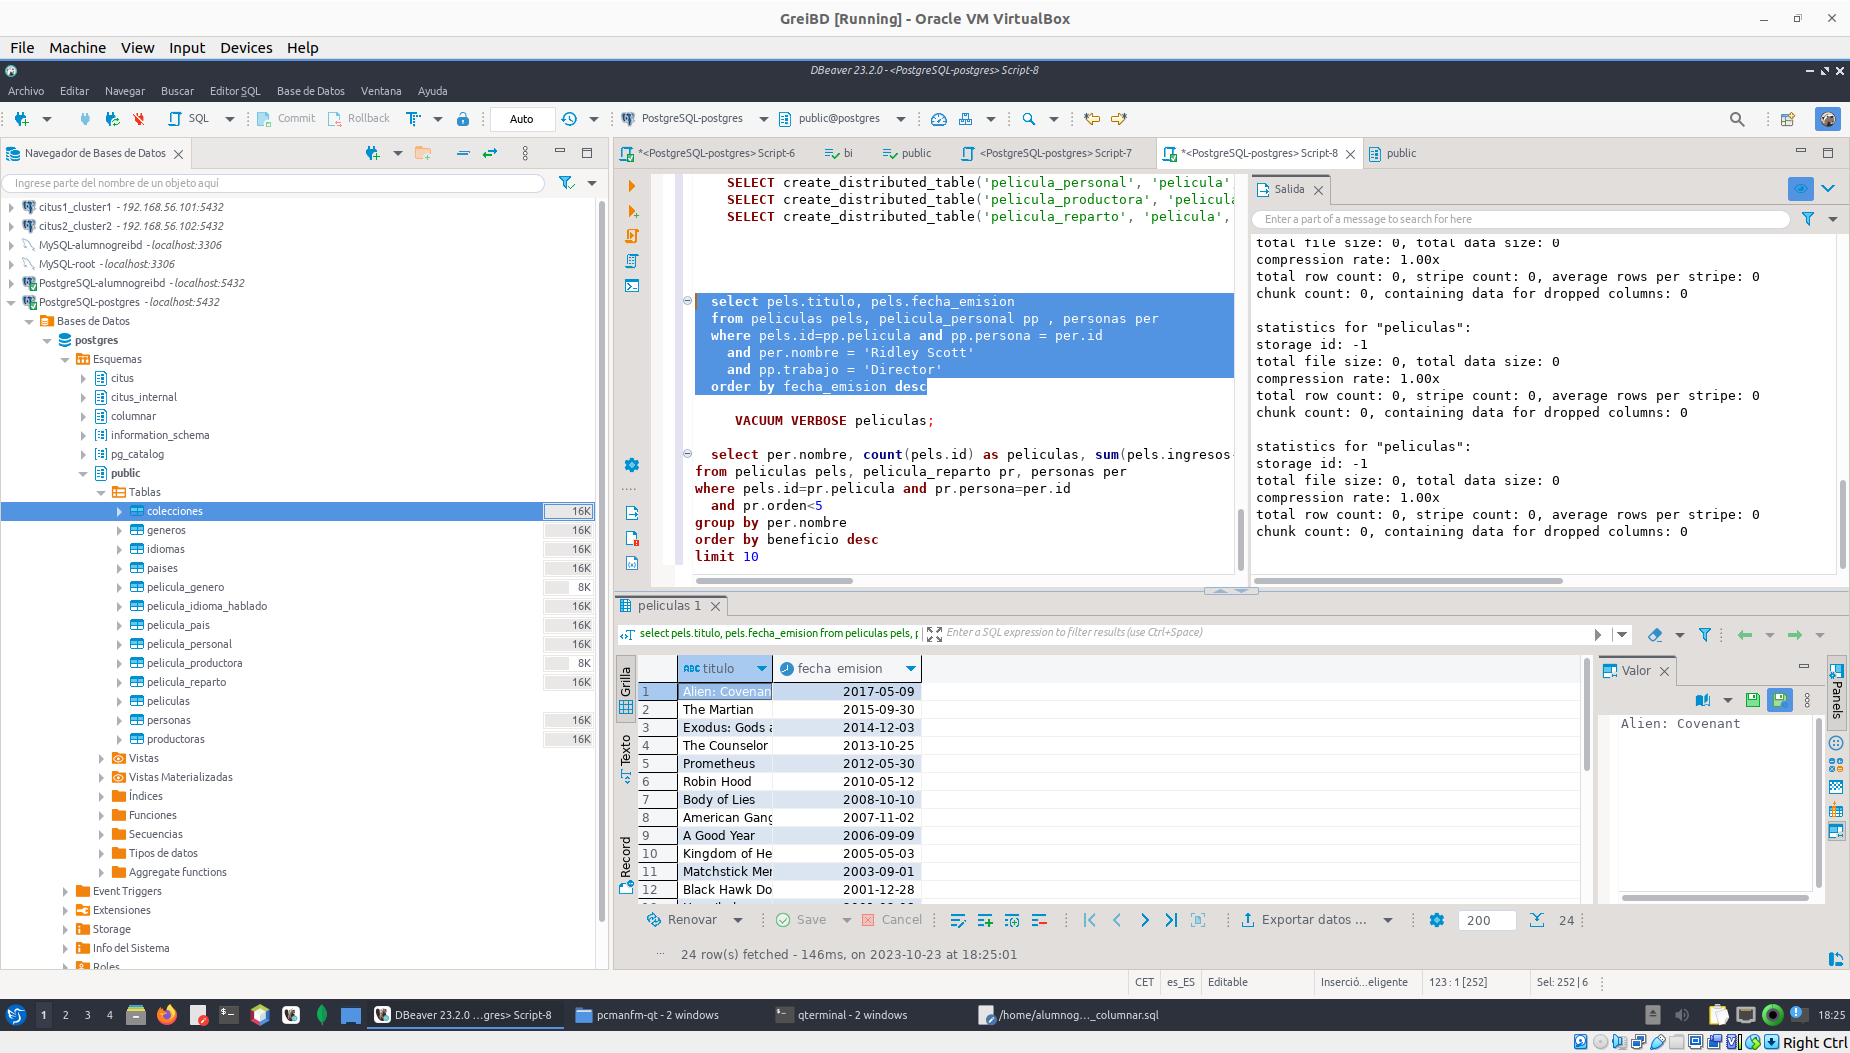 GreiBD [Running] - Oracle VM VirtualBox
File Machine View Input Devices Help
DBeaver 23.2.0 - <PostgreSQL-postgres> Script-8
Archivo Editar Navegar Buscar Editor SQL Base de Datos Ventana Ayuda
SQL Commit Rollback Auto PostgreSQL-postgres public@postgres
Navegador de Bases de Datos
Ingrese parte del nombre de un objeto aquí
citus1_cluster1 - 192.168.56.101:5432
citus2_cluster2 - 192.168.56.102:5432
MySQL-alumnogreibd - localhost:3306
MySQL-root - localhost:3306
PostgreSQL-alumnogreibd - localhost:5432
PostgreSQL-postgres - localhost:5432
Bases de Datos
postgres
Esquemas
citus
citus_internal
columnar
information_schema
pg_catalog
public
Tablas
colecciones 16K
generos 16K
idiomas 16K
paises 16K
pelicula_genero 8K
pelicula_idioma_hablado 16K
pelicula_pais 16K
pelicula_personal 16K
pelicula_productora 8K
pelicula_reparto 16K
peliculas
personas 16K
productoras 16K
Vistas
Vistas Materializadas
Índices
Funciones
Secuencias
Tipos de datos
Aggregate functions
Event Triggers
Extensiones
Storage
Info del Sistema
Roles
*<PostgreSQL-postgres> Script-6 bi public <PostgreSQL-postgres> Script-7 *<PostgreSQL-postgres> Script-8 public
SELECT create_distributed_table('pelicula_personal', 'pelicula',
SELECT create_distributed_table('pelicula_productora', 'pelicula
SELECT create_distributed_table('pelicula_reparto', 'pelicula',
select pels.titulo, pels.fecha_emision
from peliculas pels, pelicula_personal pp , personas per
where pels.id=pp.pelicula and pp.persona = per.id
and per.nombre = 'Ridley Scott'
and pp.trabajo = 'Director'
order by fecha_emision desc
VACUUM VERBOSE peliculas;
select per.nombre, count(pels.id) as peliculas, sum(pels.ingresos-
from peliculas pels, pelicula_reparto pr, personas per
where pels.id=pr.pelicula and pr.persona=per.id
and pr.orden<5
group by per.nombre
order by beneficio desc
limit 10
Salida
Enter a part of a message to search for here
total file size: 0, total data size: 0
compression rate: 1.00x
total row count: 0, stripe count: 0, average rows per stripe: 0
chunk count: 0, containing data for dropped columns: 0
statistics for "peliculas":
storage id: -1
total file size: 0, total data size: 0
compression rate: 1.00x
total row count: 0, stripe count: 0, average rows per stripe: 0
chunk count: 0, containing data for dropped columns: 0
statistics for "peliculas":
storage id: -1
total file size: 0, total data size: 0
compression rate: 1.00x
total row count: 0, stripe count: 0, average rows per stripe: 0
chunk count: 0, containing data for dropped columns: 0
peliculas 1
select pels.titulo, pels.fecha_emision from peliculas pels, p Enter a SQL expression to filter results (use Ctrl+Space)
Grilla
Texto
Record
ABC titulo fecha_emision
1 Alien: Covenan 2017-05-09
2 The Martian 2015-09-30
3 Exodus: Gods a 2014-12-03
4 The Counselor 2013-10-25
5 Prometheus 2012-05-30
6 Robin Hood 2010-05-12
7 Body of Lies 2008-10-10
8 American Gang 2007-11-02
9 A Good Year 2006-09-09
10 Kingdom of He 2005-05-03
11 Matchstick Mer 2003-09-01
12 Black Hawk Do 2001-12-28
Valor
Alien: Covenant
Panels
Renovar Save Cancel Exportar datos ... 200 24
24 row(s) fetched - 146ms, on 2023-10-23 at 18:25:01
CET es_ES Editable Inserció...eligente 123 : 1 [252] Sel: 252 | 6
1 2 3 4 DBeaver 23.2.0 ...gres> Script-8 pcmanfm-qt - 2 windows qterminal - 2 windows /home/alumnog..._columnar.sql 18:25
Right Ctrl